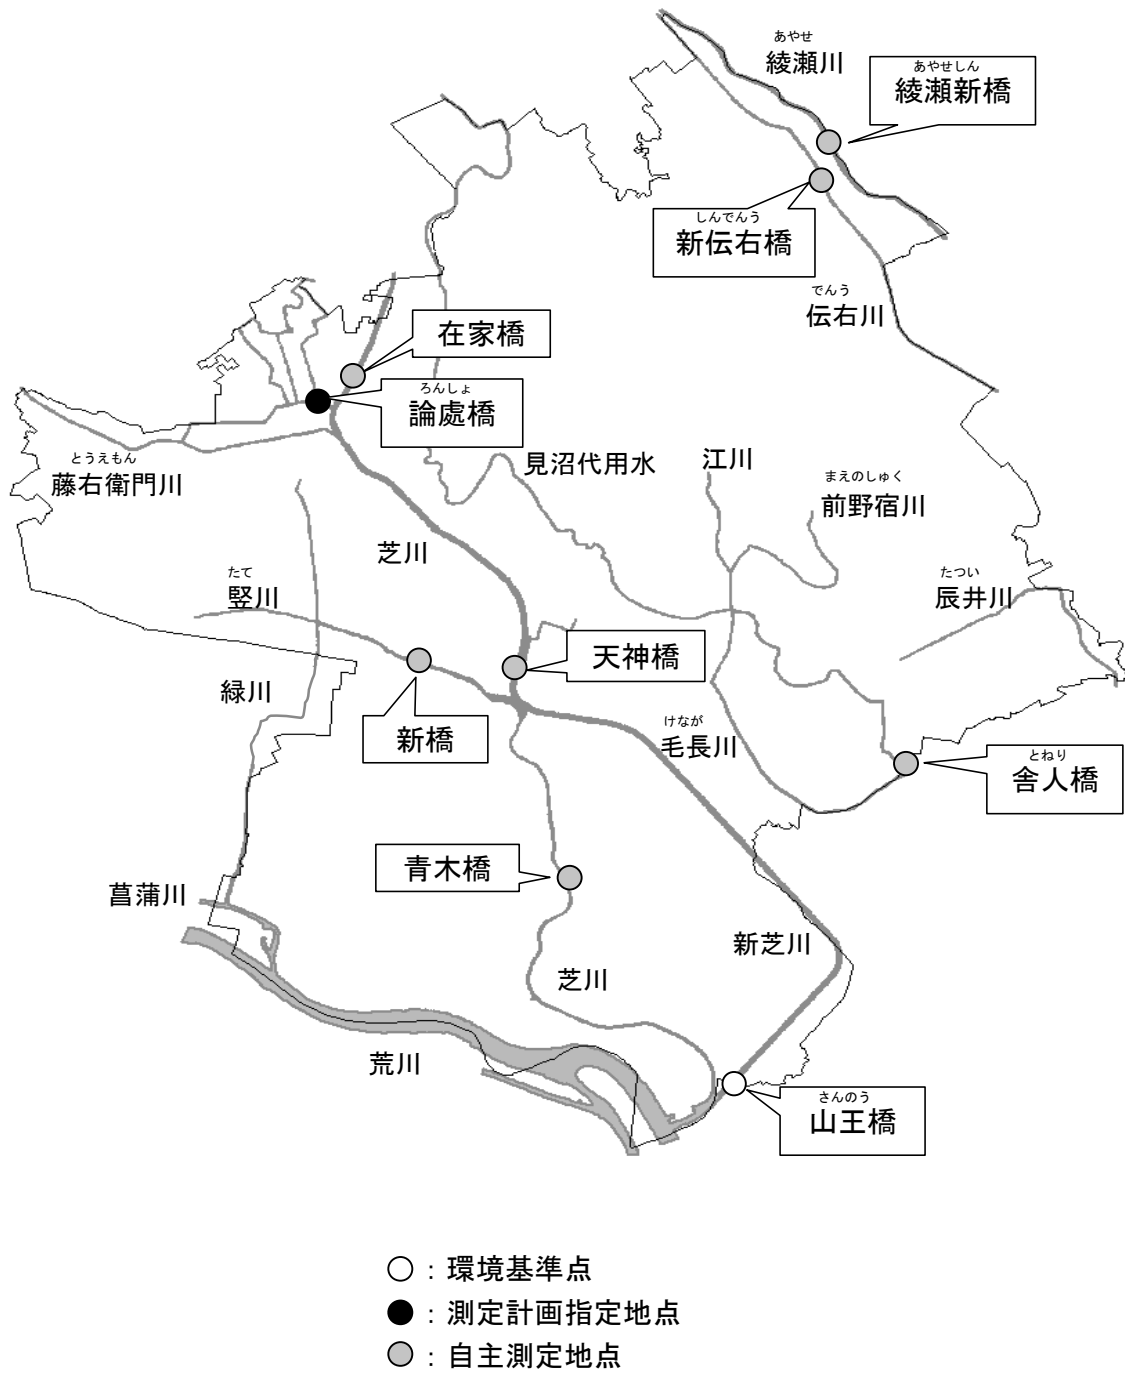 あやせ
綾瀬川
あやせしん
綾瀬新橋
しんでんう
新伝右橋
でんう
伝右川
在家橋
ろんしょ
論處橋
とうえもん
藤右衛門川
見沼代用水
江川
まえのしゅく
前野宿川
芝川
たて
竪川
たつい
辰井川
天神橋
緑川
新橋
けなが
毛長川
とねり
舎人橋
青木橋
菖蒲川
新芝川
芝川
荒川
さんのう
山王橋
○：環境基準点
●：測定計画指定地点
●：自主測定地点